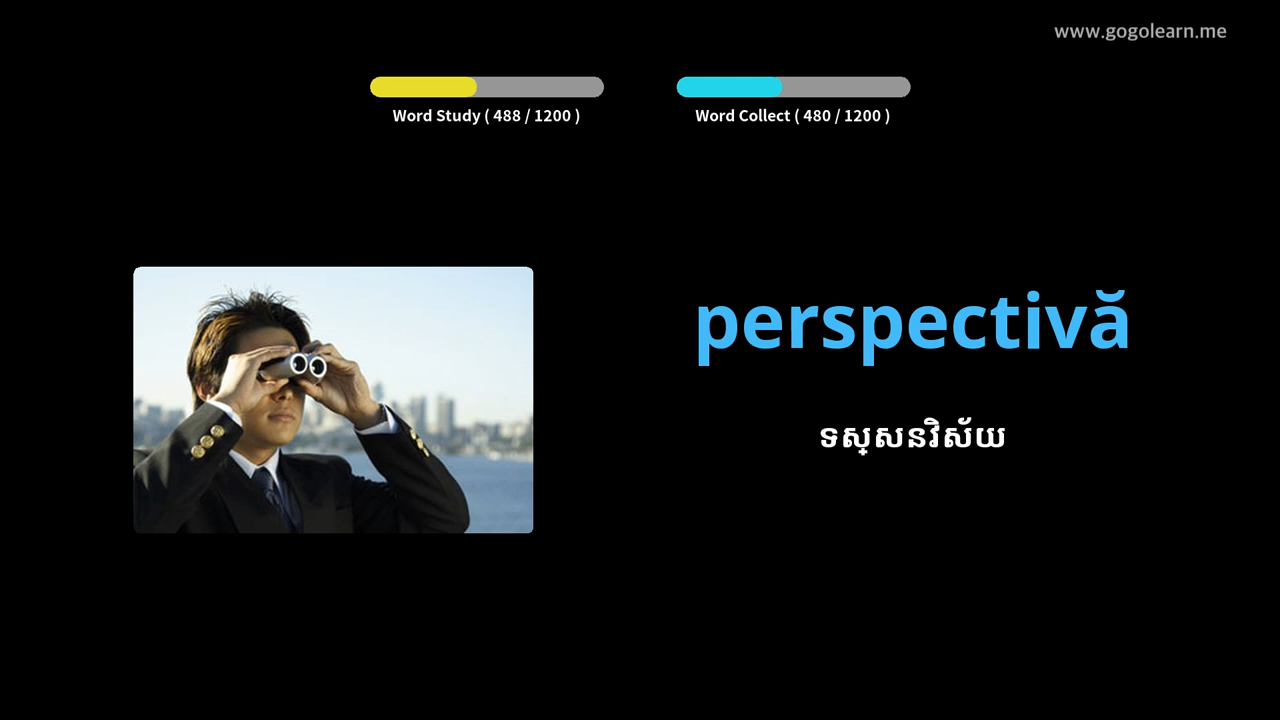 www.gogolearn.me
Word Study ( 488 / 1200 )
Word Collect ( 480 / 1200 )
perspectivă
ទស្សនវិស័យ